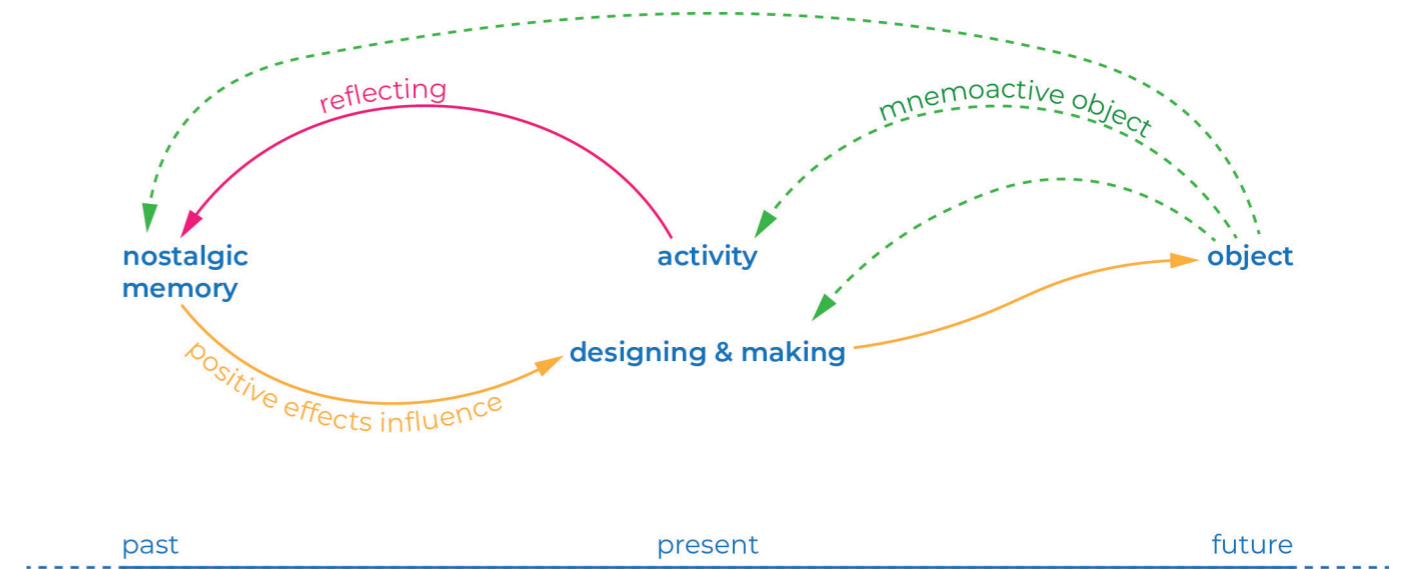 reflecting
mnemoactive object
nostalgic
memory
activity
object
designing & making
positive effects influence
past
present
future